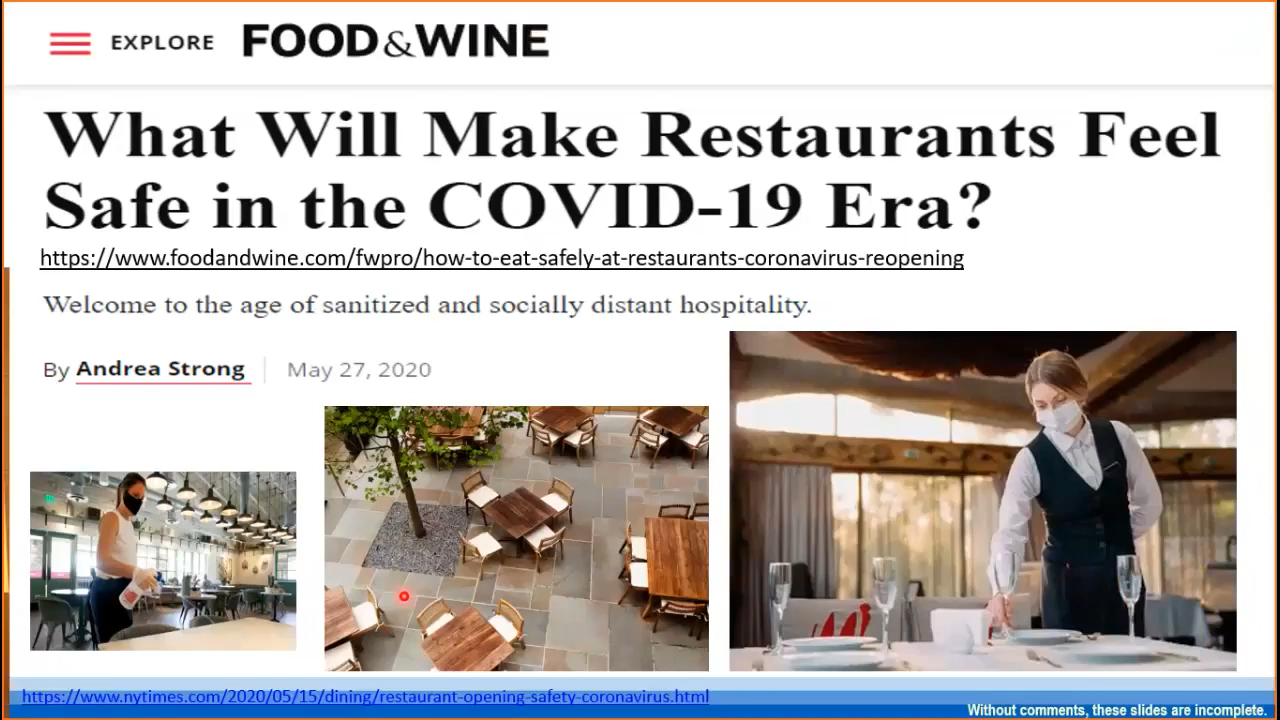 EXPLORE FOOD&WINE
What Will Make Restaurants Feel
Safe in the COVID-19 Era?
https://www.foodandwine.com/fwpro/how-to-eat-safely-at-restaurants-coronavirus-reopening
Welcome to the age of sanitized and socially distant hospitality.
By Andrea Strong | May 27, 2020
https://www.nytimes.com/2020/05/15/dining/restaurant-opening-safety-coronavirus.html
Without comments, these slides are incomplete.